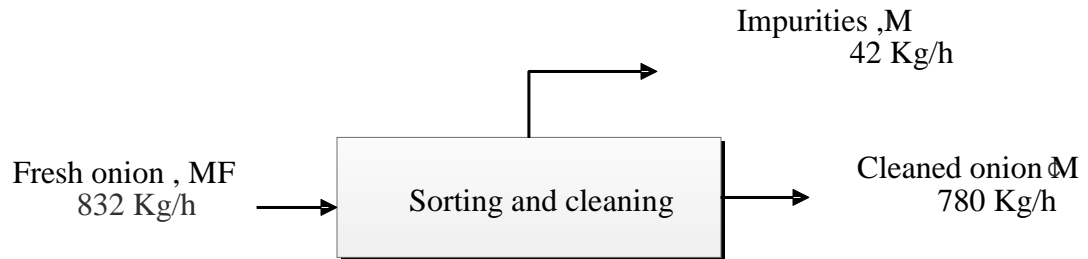 Impurities ,M
42 Kg/h
Fresh onion , MF
832 Kg/h
Sorting and cleaning
Cleaned onion M
780 Kg/h